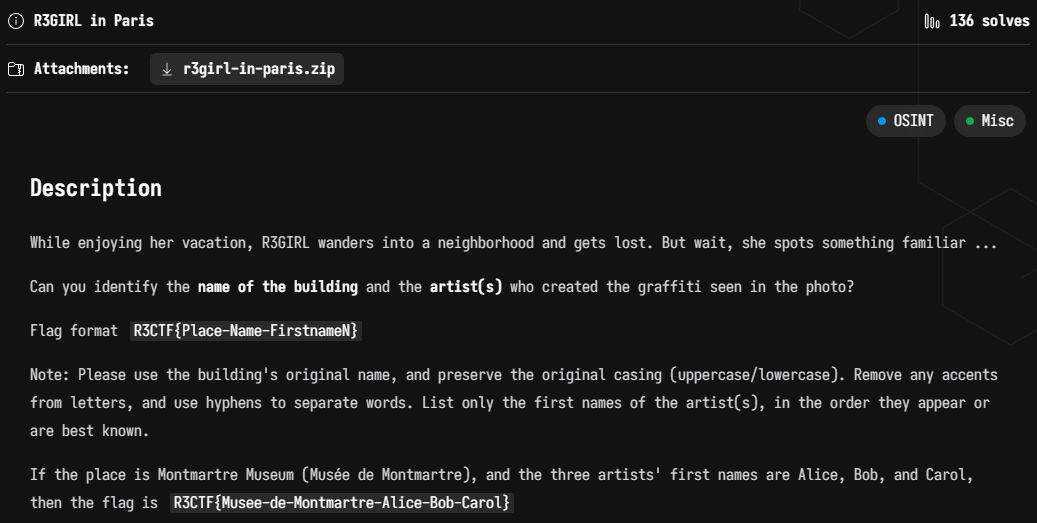 R3GIRL in Paris
136 solves
Attachments:
r3girl-in-paris.zip
OSINT
Misc
Description
While enjoying her vacation, R3GIRL wanders into a neighborhood and gets lost. But wait, she spots something familiar ...
Can you identify the name of the building and the artist(s) who created the graffiti seen in the photo?
Flag format R3CTF{Place-Name-FirstnameN}
Note: Please use the building's original name, and preserve the original casing (uppercase/lowercase). Remove any accents
from letters, and use hyphens to separate words. List only the first names of the artist(s), in the order they appear or
are best known.
If the place is Montmartre Museum (Musée de Montmartre), and the three artists' first names are Alice, Bob, and Carol,
then the flag is R3CTF{Musee-de-Montmartre-Alice-Bob-Carol}